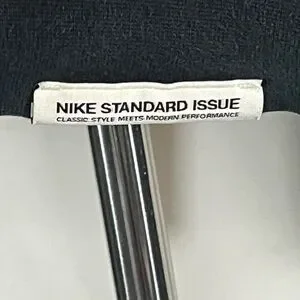 NIKE STANDARD ISSUE
CLASSIC STYLE MEETS MODERN PERFORMANCE